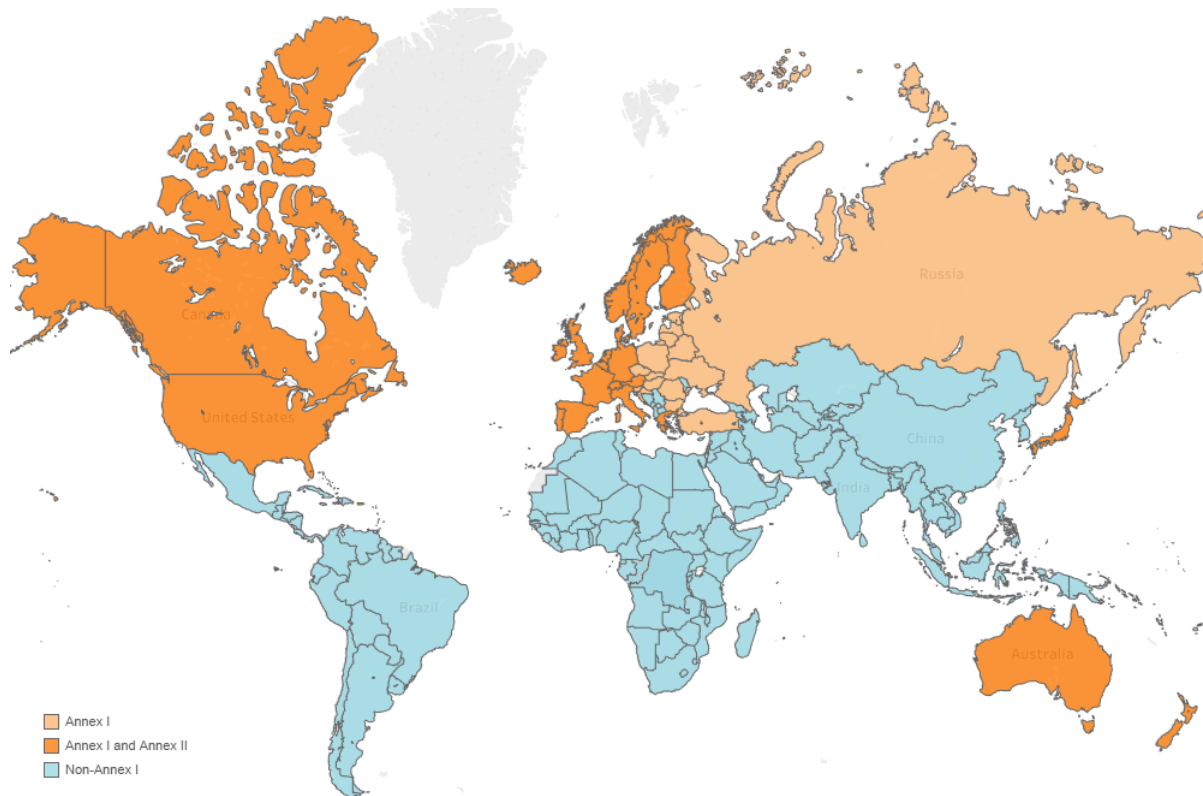 Russia
Canada
United States
China
India
Brazil
Australia
Annex I
Annex I and Annex II
Non-Annex I